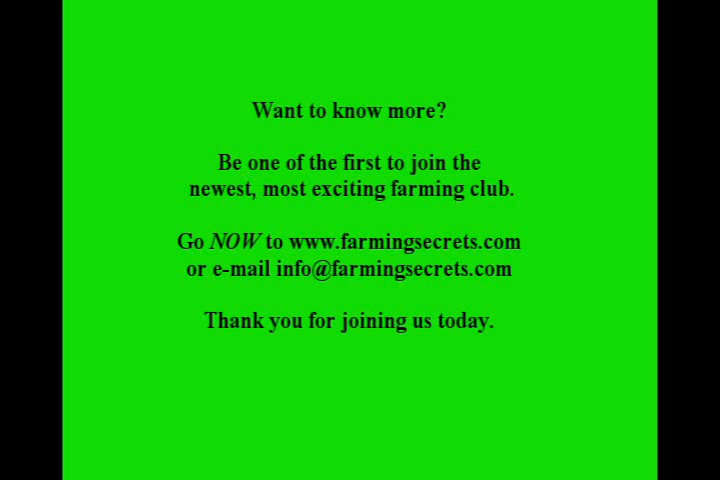 Want to know more?
Be one of the first to join the
newest, most exciting farming club.
Go NOW to www.farmingsecrets.com
or e-mail info@farmingsecrets.com
Thank you for joining us today.